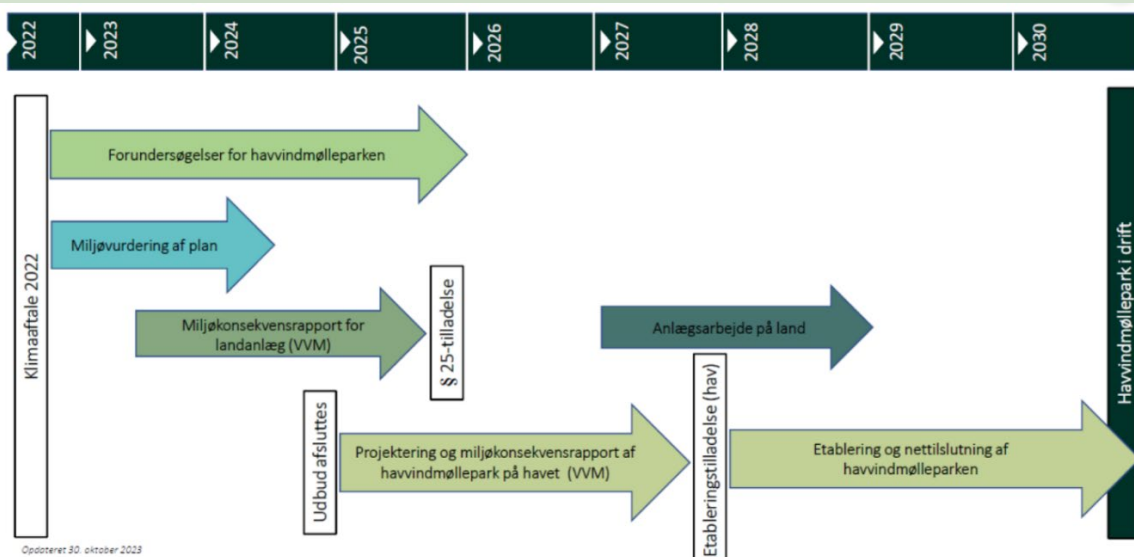 2022
2023
2024
2025
2026
2027
2028
2029
2030
Klimaaftale 2022
Forundersøgelser for havvindmølleparken
Miljøvurdering af plan
Miljøkonsekvensrapport for
landanlæg (VVM)
§ 25-tilladelse
Anlægsarbejde på land
Udbud afsluttes
Projektering og miljøkonsekvensrapport af
havvindmøllepark på havet (VVM)
Etableringstilladelse (hav)
Etablering og nettilslutning af
havvindmølleparken
Havvindmøllepark i drift
Opdateret 30. oktober 2023